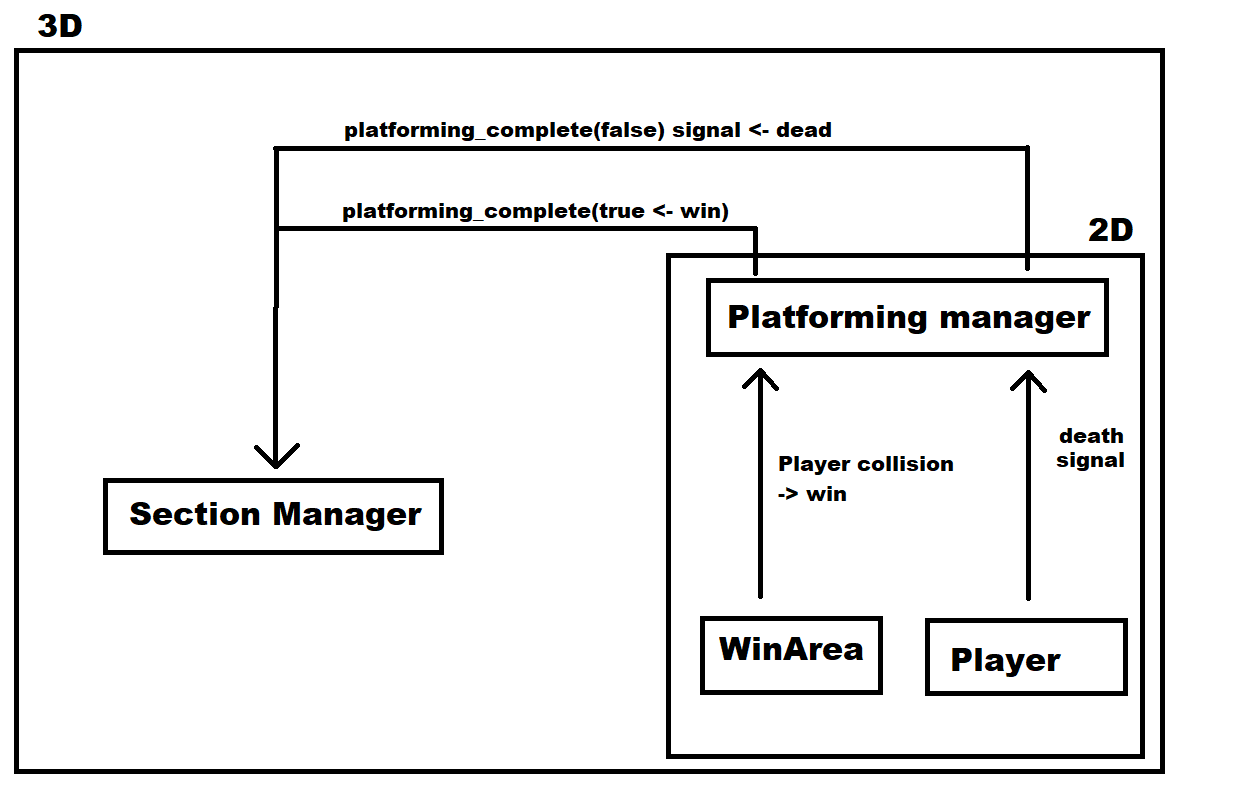 3D
platforming_complete(false) signal <- dead
platforming_complete(true <- win)
2D
Platforming manager
death
signal
Player collision
-> win
Section Manager
WinArea
Player